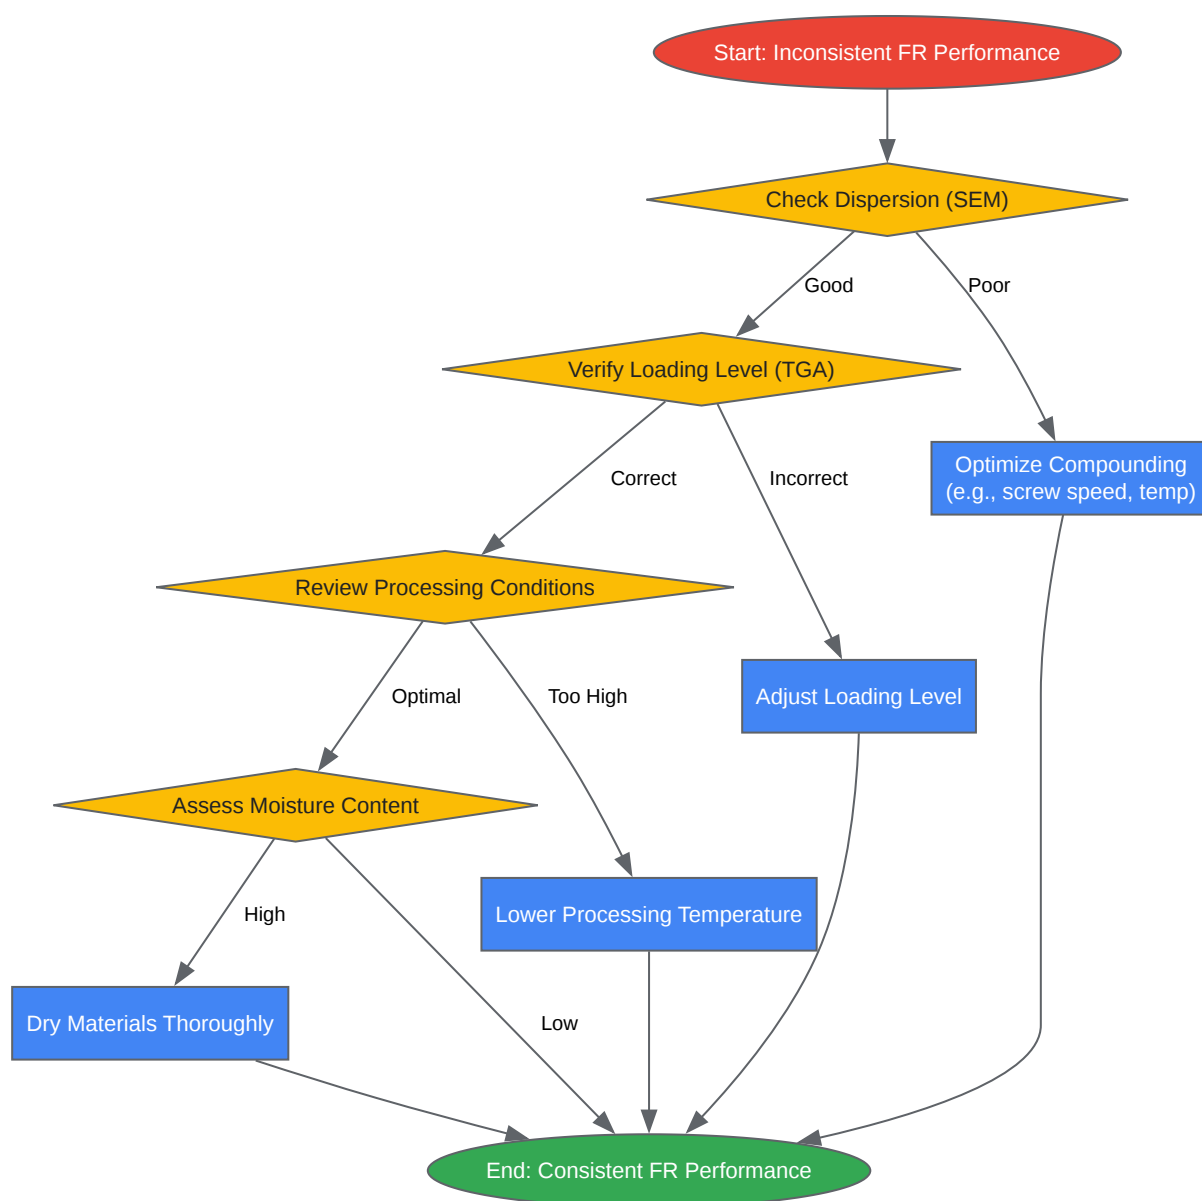 Start: Inconsistent FR Performance
Check Dispersion (SEM)
Good
Poor
Verify Loading Level (TGA)
Optimize Compounding
(e.g., screw speed, temp)
Correct
Incorrect
Review Processing Conditions
Optimal
Too High
Adjust Loading Level
Assess Moisture Content
High
Lower Processing Temperature
Dry Materials Thoroughly
Low
End: Consistent FR Performance